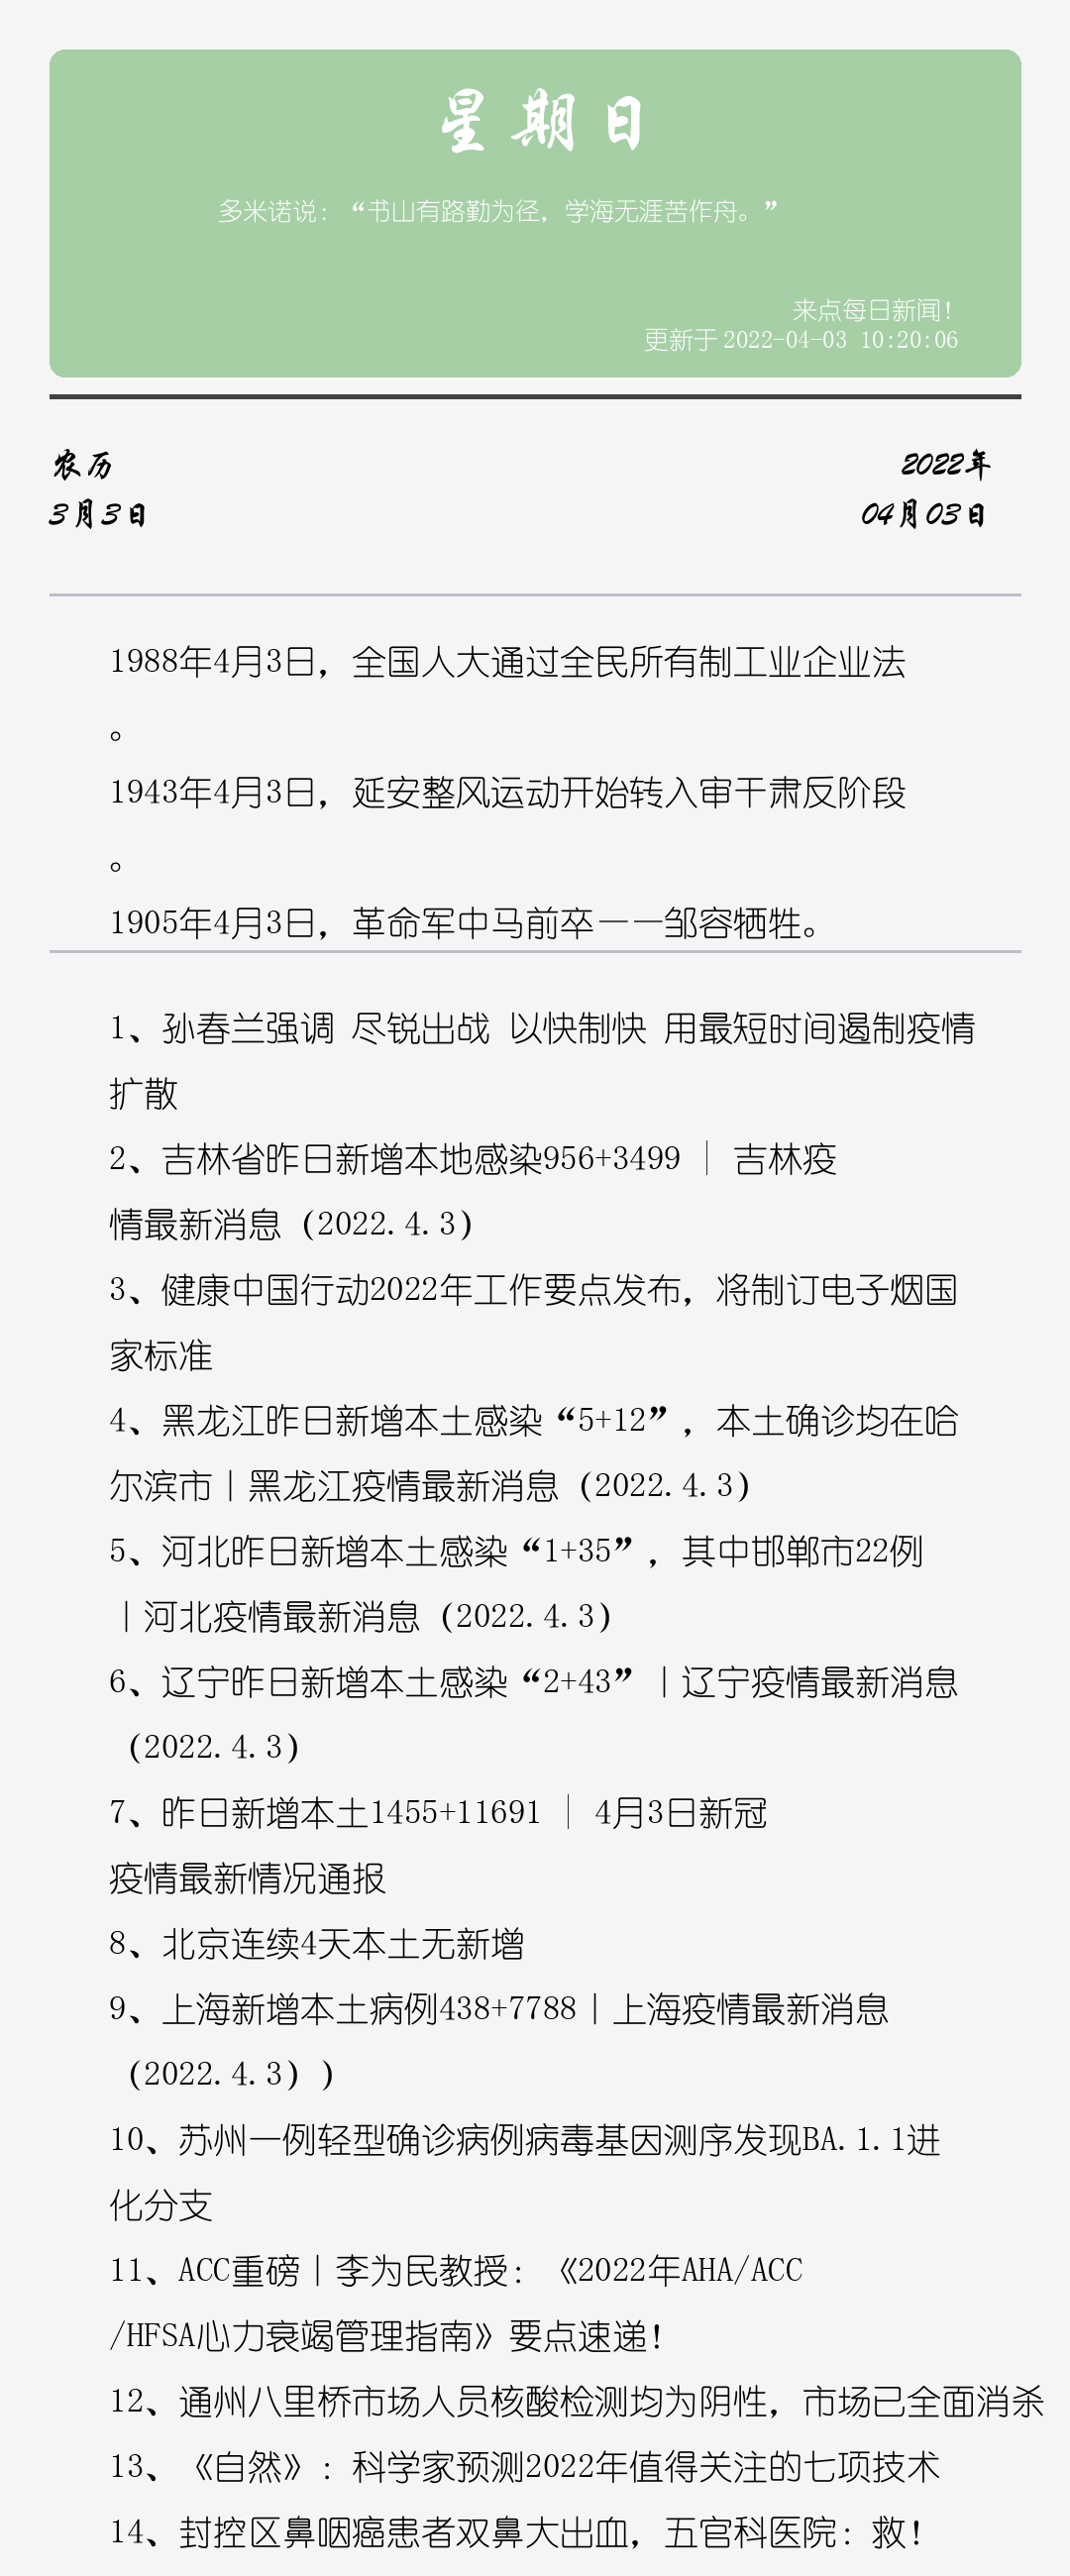 星期日
多米诺说：“书山有路勤为径，学海无涯苦作舟。”
来点每日新闻！
更新于 2022-04-03 10:20:06
农历
3月3日
2022年
04月03日
1988年4月3日，全国人大通过全民所有制工业企业法
。
1943年4月3日，延安整风运动开始转入审干肃反阶段
。
1905年4月3日，革命军中马前卒——邹容牺牲。
1、孙春兰强调 尽锐出战 以快制快 用最短时间遏制疫情
扩散
2、吉林省昨日新增本地感染956+3499 │ 吉林疫
情最新消息（2022.4.3）
3、健康中国行动2022年工作要点发布，将制订电子烟国
家标准
4、黑龙江昨日新增本土感染“5+12”，本土确诊均在哈
尔滨市丨黑龙江疫情最新消息（2022.4.3）
5、河北昨日新增本土感染“1+35”，其中邯郸市22例
丨河北疫情最新消息（2022.4.3）
6、辽宁昨日新增本土感染“2+43”丨辽宁疫情最新消息
（2022.4.3）
7、昨日新增本土1455+11691 │ 4月3日新冠
疫情最新情况通报
8、北京连续4天本土无新增
9、上海新增本土病例438+7788丨上海疫情最新消息
（2022.4.3））
10、苏州一例轻型确诊病例病毒基因测序发现BA.1.1进
化分支
11、ACC重磅丨李为民教授：《2022年AHA/ACC
/HFSA心力衰竭管理指南》要点速递！
12、通州八里桥市场人员核酸检测均为阴性，市场已全面消杀
13、《自然》：科学家预测2022年值得关注的七项技术
14、封控区鼻咽癌患者双鼻大出血，五官科医院：救！